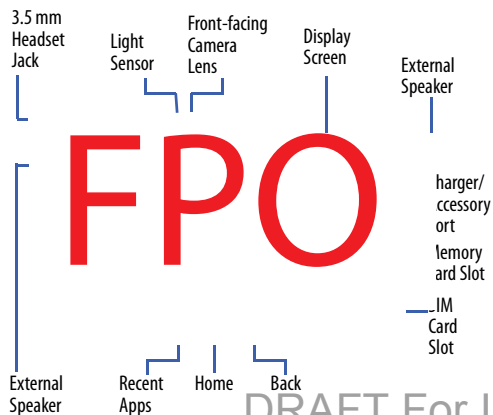 3.5 mm
Headset
Jack
Light
Sensor
Front-facing
Camera
Lens
Display
Screen
External
Speaker
FPO
harger/
ccessory
ort
emory
ard Slot
IM
Card
Slot
External
Speaker
Recent
Apps
Home
Back
DRAFT For